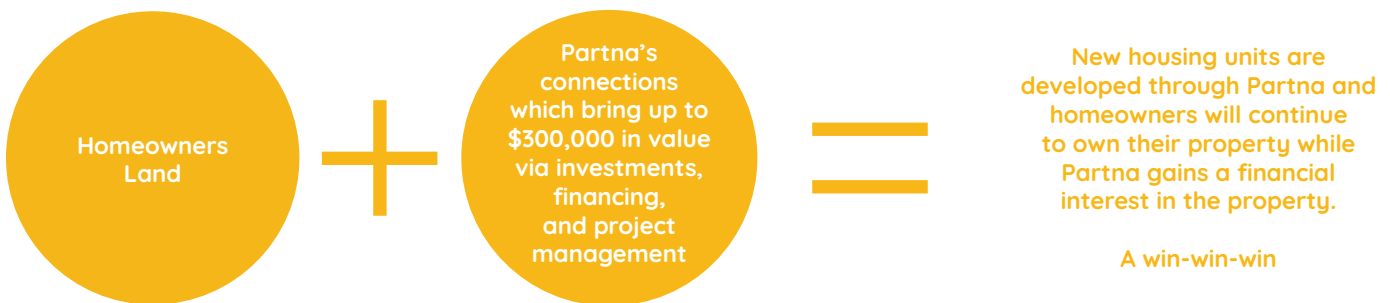 Homeowners
Land
Partna’s
connections
which bring up to
$300,000 in value
via investments,
financing,
and project
management
New housing units are
developed through Partna and
homeowners will continue
to own their property while
Partna gains a financial
interest in the property.
A win-win-win